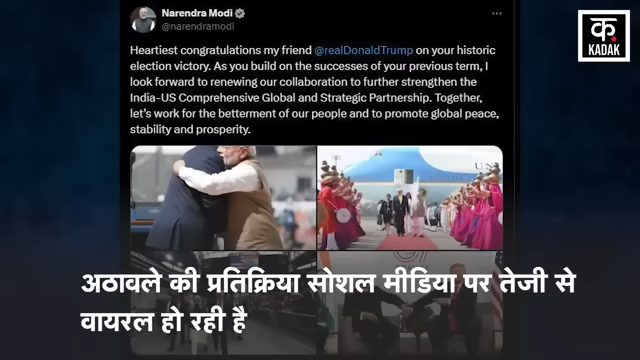 Narendra Modi
@narendramodi
क
KADAK
Heartiest congratulations my friend @realDonaldTrump on your historic
election victory. As you build on the successes of your previous term, I
look forward to renewing our collaboration to further strengthen the
India-US Comprehensive Global and Strategic Partnership. Together,
let's work for the betterment of our people and to promote global peace,
stability and prosperity.
अठावले की प्रतिक्रिया सोशल मीडिया पर तेजी से
वायरल हो रही है